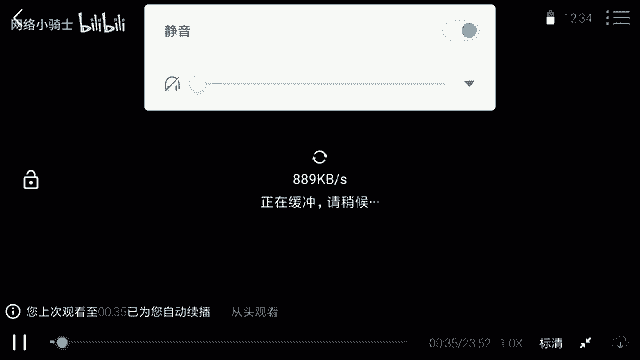 网络小骑士 bilibili
静音
12:34
889KB/s
正在缓冲，请稍候…
您上次观看至00:35已为您自动续播 从头观看
00:35/23:52 1.0X 标清